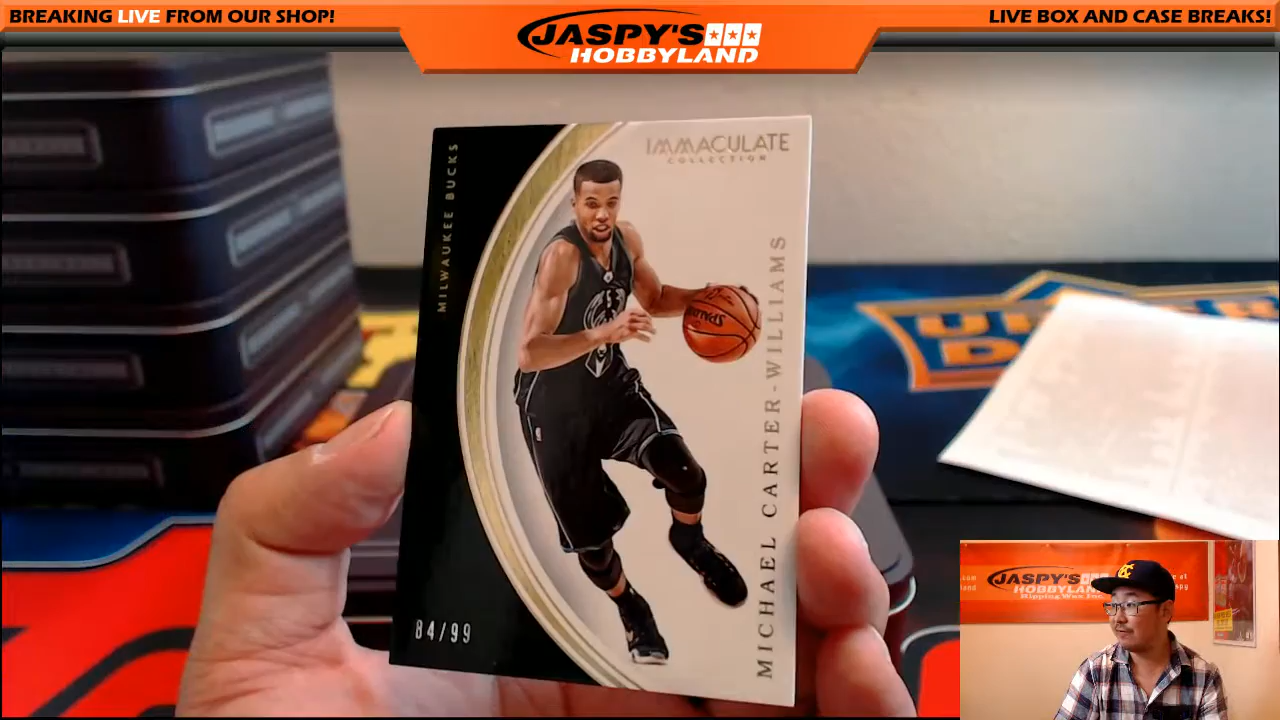 BREAKING LIVE FROM OUR SHOP!
JASPY'S
HOBBYLAND
LIVE BOX AND CASE BREAKS!
IMMACULATE
COLLECTION
MILWAUKEE BUCKS
MICHAEL CARTER-WILLIAMS
SPALDING
84/99
JASPY'S
HOBBYLAND